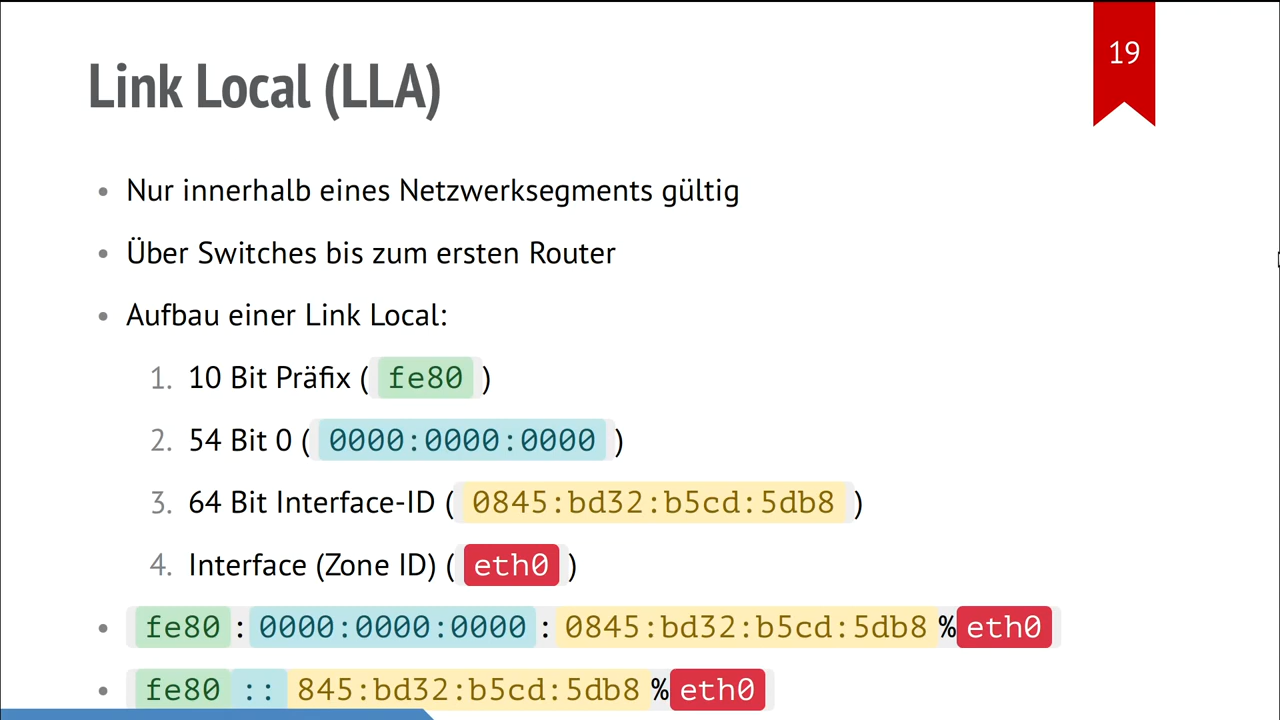 19
Link Local (LLA)
• Nur innerhalb eines Netzwerksegments gültig
• Über Switches bis zum ersten Router
• Aufbau einer Link Local:
1. 10 Bit Präfix ( fe80 )
2. 54 Bit 0 ( 0000:0000:0000 )
3. 64 Bit Interface-ID ( 0845:bd32:b5cd:5db8 )
4. Interface (Zone ID) ( eth0 )
• fe80:0000:0000:0000:0845:bd32:b5cd:5db8%eth0
• fe80::845:bd32:b5cd:5db8%eth0